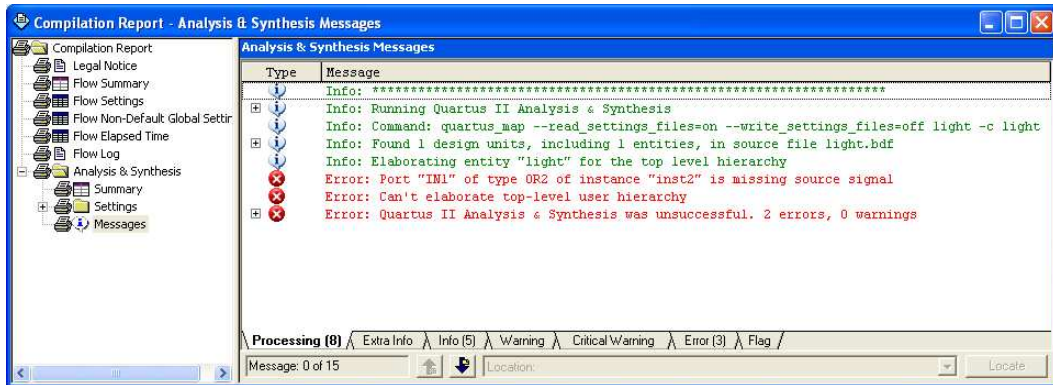 Compilation Report - Analysis & Synthesis Messages
Compilation Report
Legal Notice
Flow Summary
Flow Settings
Flow Non-Default Global Settir
Flow Elapsed Time
Flow Log
Analysis & Synthesis
Summary
Settings
Messages
Analysis & Synthesis Messages
Type Message
Info: *******************************************************************
Info: Running Quartus II Analysis & Synthesis
Info: Command: quartus_map --read_settings_files=on --write_settings_files=off light -c light
Info: Found 1 design units, including 1 entities, in source file light.bdf
Info: Elaborating entity "light" for the top level hierarchy
Error: Port "IN1" of type OR2 of instance "inst2" is missing source signal
Error: Can't elaborate top-level user hierarchy
Error: Quartus II Analysis & Synthesis was unsuccessful. 2 errors, 0 warnings
Processing (8) Extra Info Info (5) Warning Critical Warning Error (3) Flag
Message: 0 of 15 Location: Locate